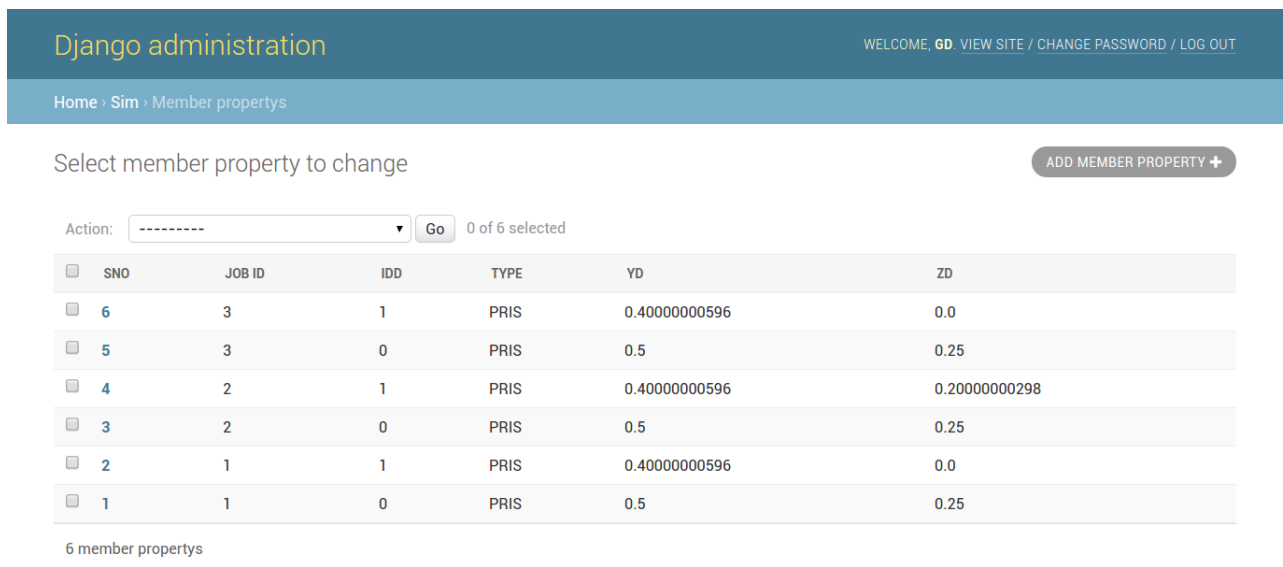 Django administration
WELCOME, GD. VIEW SITE / CHANGE PASSWORD / LOG OUT
Home › Sim › Member propertys
Select member property to change
ADD MEMBER PROPERTY +
Action: --------- Go 0 of 6 selected
SNO JOB ID IDD TYPE YD ZD
6 3 1 PRIS 0.40000000596 0.0
5 3 0 PRIS 0.5 0.25
4 2 1 PRIS 0.40000000596 0.20000000298
3 2 0 PRIS 0.5 0.25
2 1 1 PRIS 0.40000000596 0.0
1 1 0 PRIS 0.5 0.25
6 member propertys